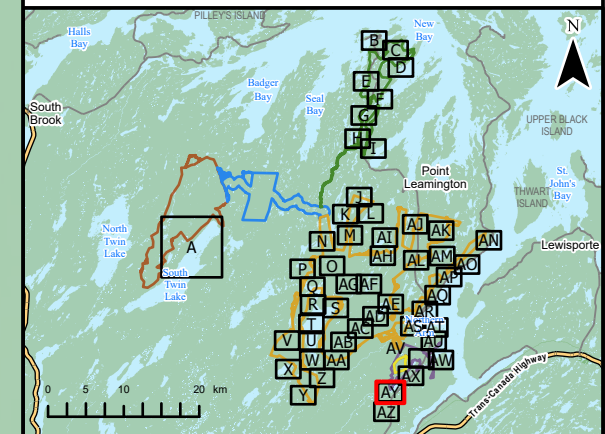 PILLEY'S ISLAND
Halls
Bay
New
Bay
N
B
C
D
Badger
Bay
E
Seal
Bay
F
South
Brook
G
UPPER BLACK
ISLAND
H
I
Point
Leamington
St.
John's
Bay
THWART
ISLAND
J
K
L
AJ
AK
North
Twin
Lake
A
N
M
AI
AN
Lewisporte
AH
AL
AM
AO
P
O
South
Twin
Lake
AP
Q
AG
AF
AQ
R
S
AE
AR
AD
T
AC
AS
AT
V
U
AB
AV
AU
W
AA
AW
X
Z
AX
Trans-Canada Highway
Y
AY
AZ
0
5
10
20
km